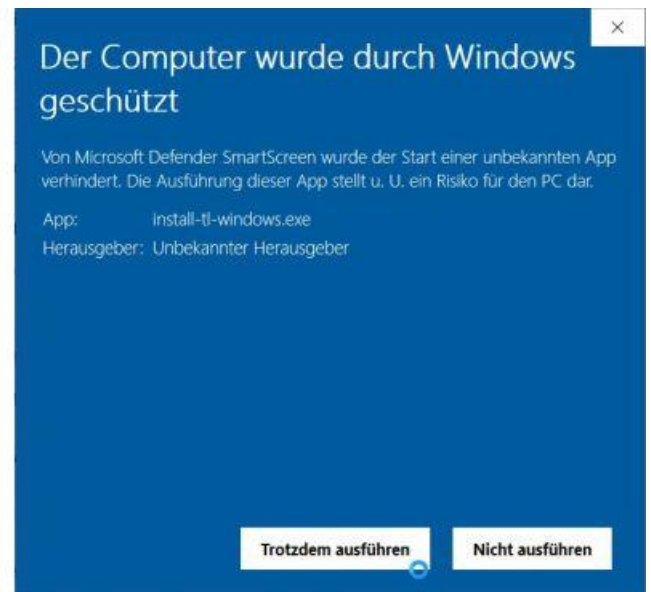 Der Computer wurde durch Windows
geschützt
Von Microsoft Defender SmartScreen wurde der Start einer unbekannten App
verhindert. Die Ausführung dieser App stellt u. U. ein Risiko für den PC dar.
App: install-tl-windows.exe
Herausgeber: Unbekannter Herausgeber
Trotzdem ausführen Nicht ausführen